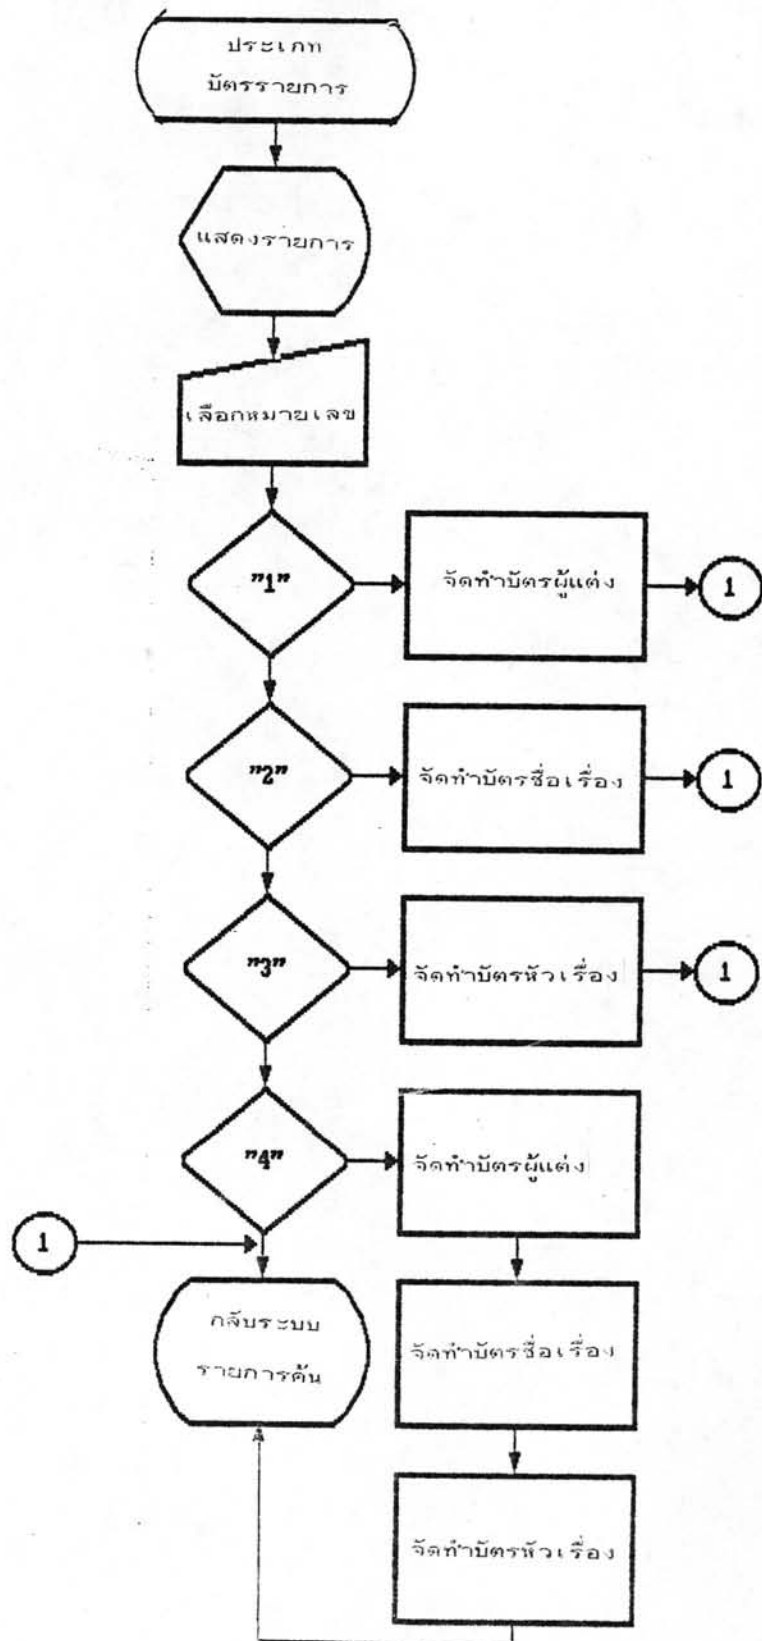 ประเภท
บัตรรายการ
แสดงรายการ
เลือกหมายเลข
"1"
จัดทำบัตรผู้แต่ง
1
"2"
จัดทำบัตรชื่อเรื่อง
1
"3"
จัดทำบัตรหัวเรื่อง
1
"4"
จัดทำบัตรผู้แต่ง
1
กลับระบบ
รายการค้น
จัดทำบัตรชื่อเรื่อง
จัดทำบัตรหัวเรื่อง